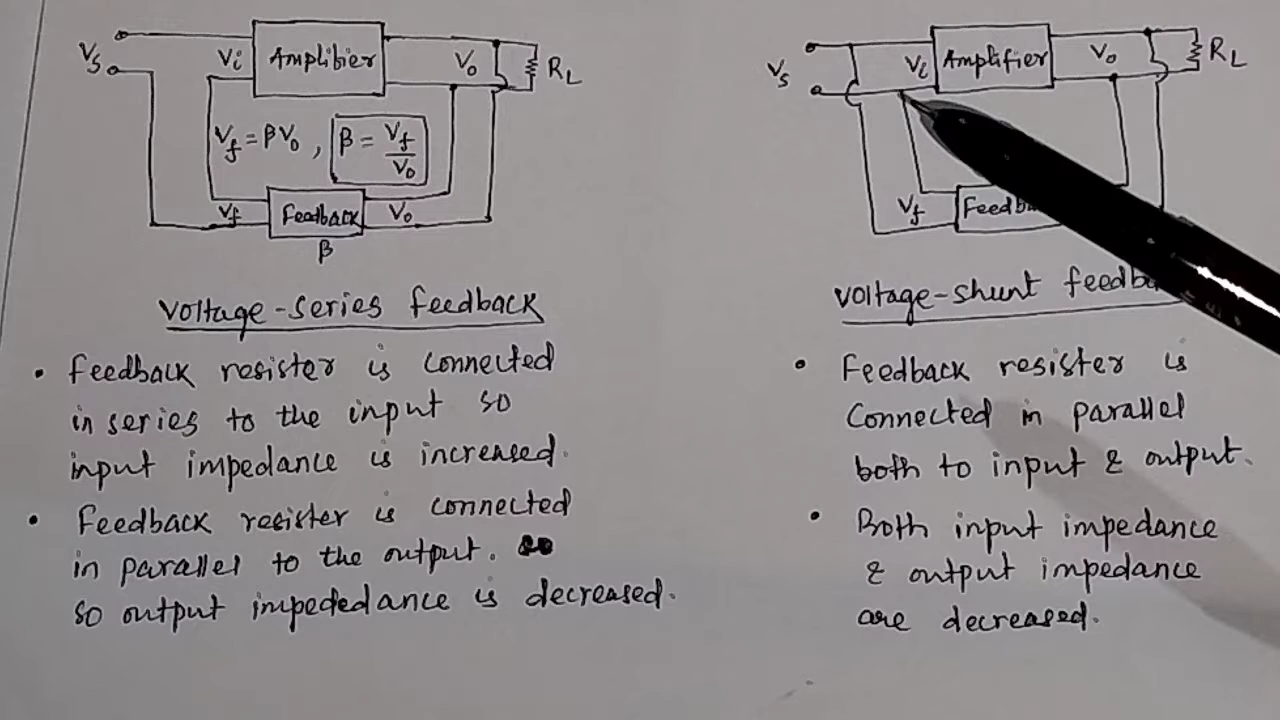 Vs
Vi
Amplifier
Vo
RL
Vf = βVo , β = Vf/Vo
Vf
Feedback
Vo
β
Voltage-series feedback
• Feedback resister is connected
in series to the input so
input impedance is increased.
• Feedback resister is connected
in parallel to the output.
so output impededance is decreased.
Vs
Vi
Amplifier
Vo
RL
Vf
Voltage-shunt
• Feedback resister is
Connected in parallel
both to input & output.
• Both input impedance
& output impedance
are decreased.